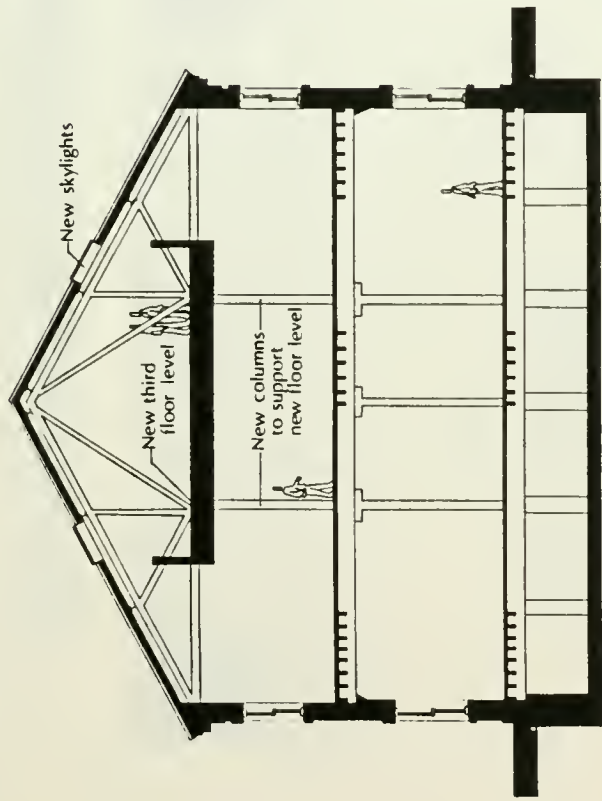 New skylights
New third
floor level
New columns
to support
new floor level